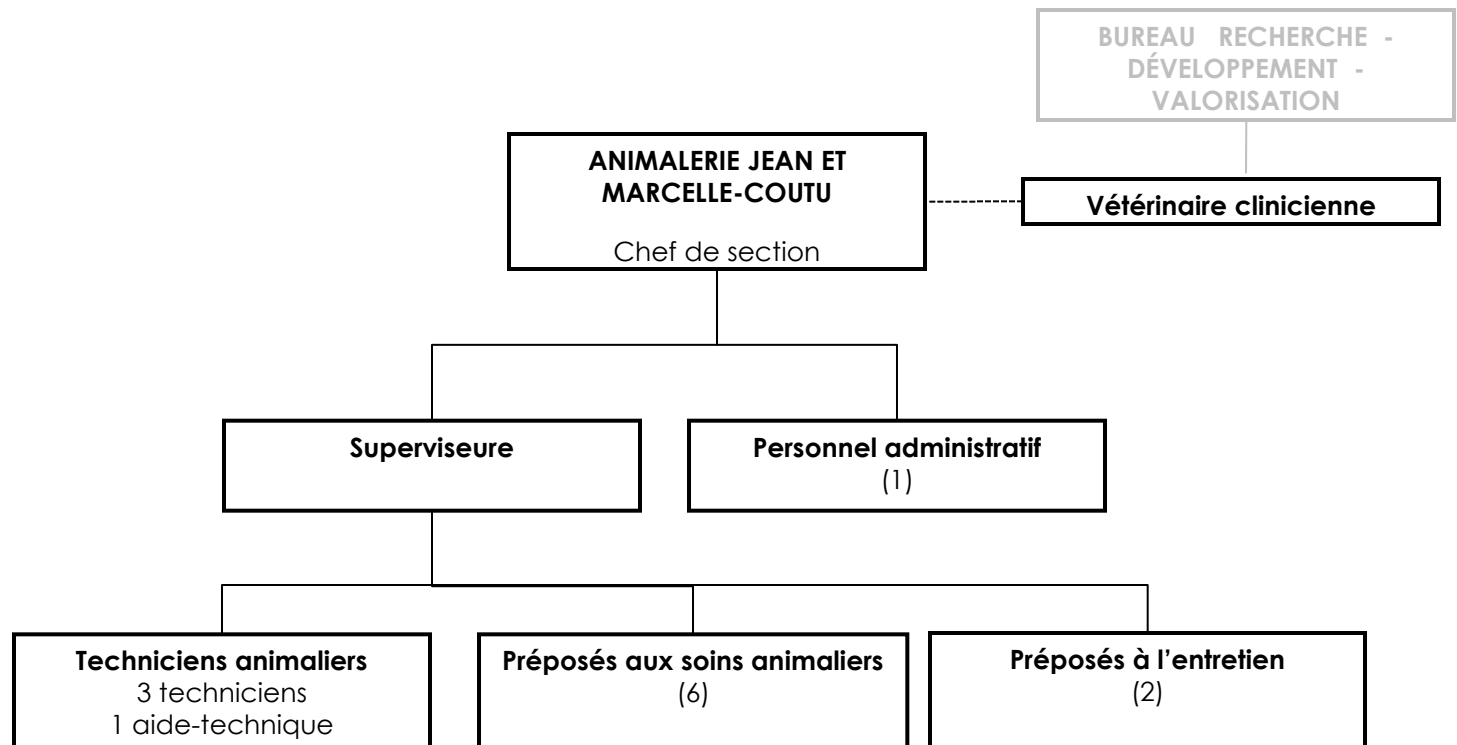 BUREAU RECHERCHE -
DÉVELOPPEMENT -
VALORISATION
ANIMALERIE JEAN ET
MARCELLE-COUTU
Chef de section
Vétérinaire clinicienne
Superviseure
Personnel administratif
(1)
Techniciens animaliers
3 techniciens
1 aide-technique
Préposés aux soins animaliers
(6)
Préposés à l'entretien
(2)